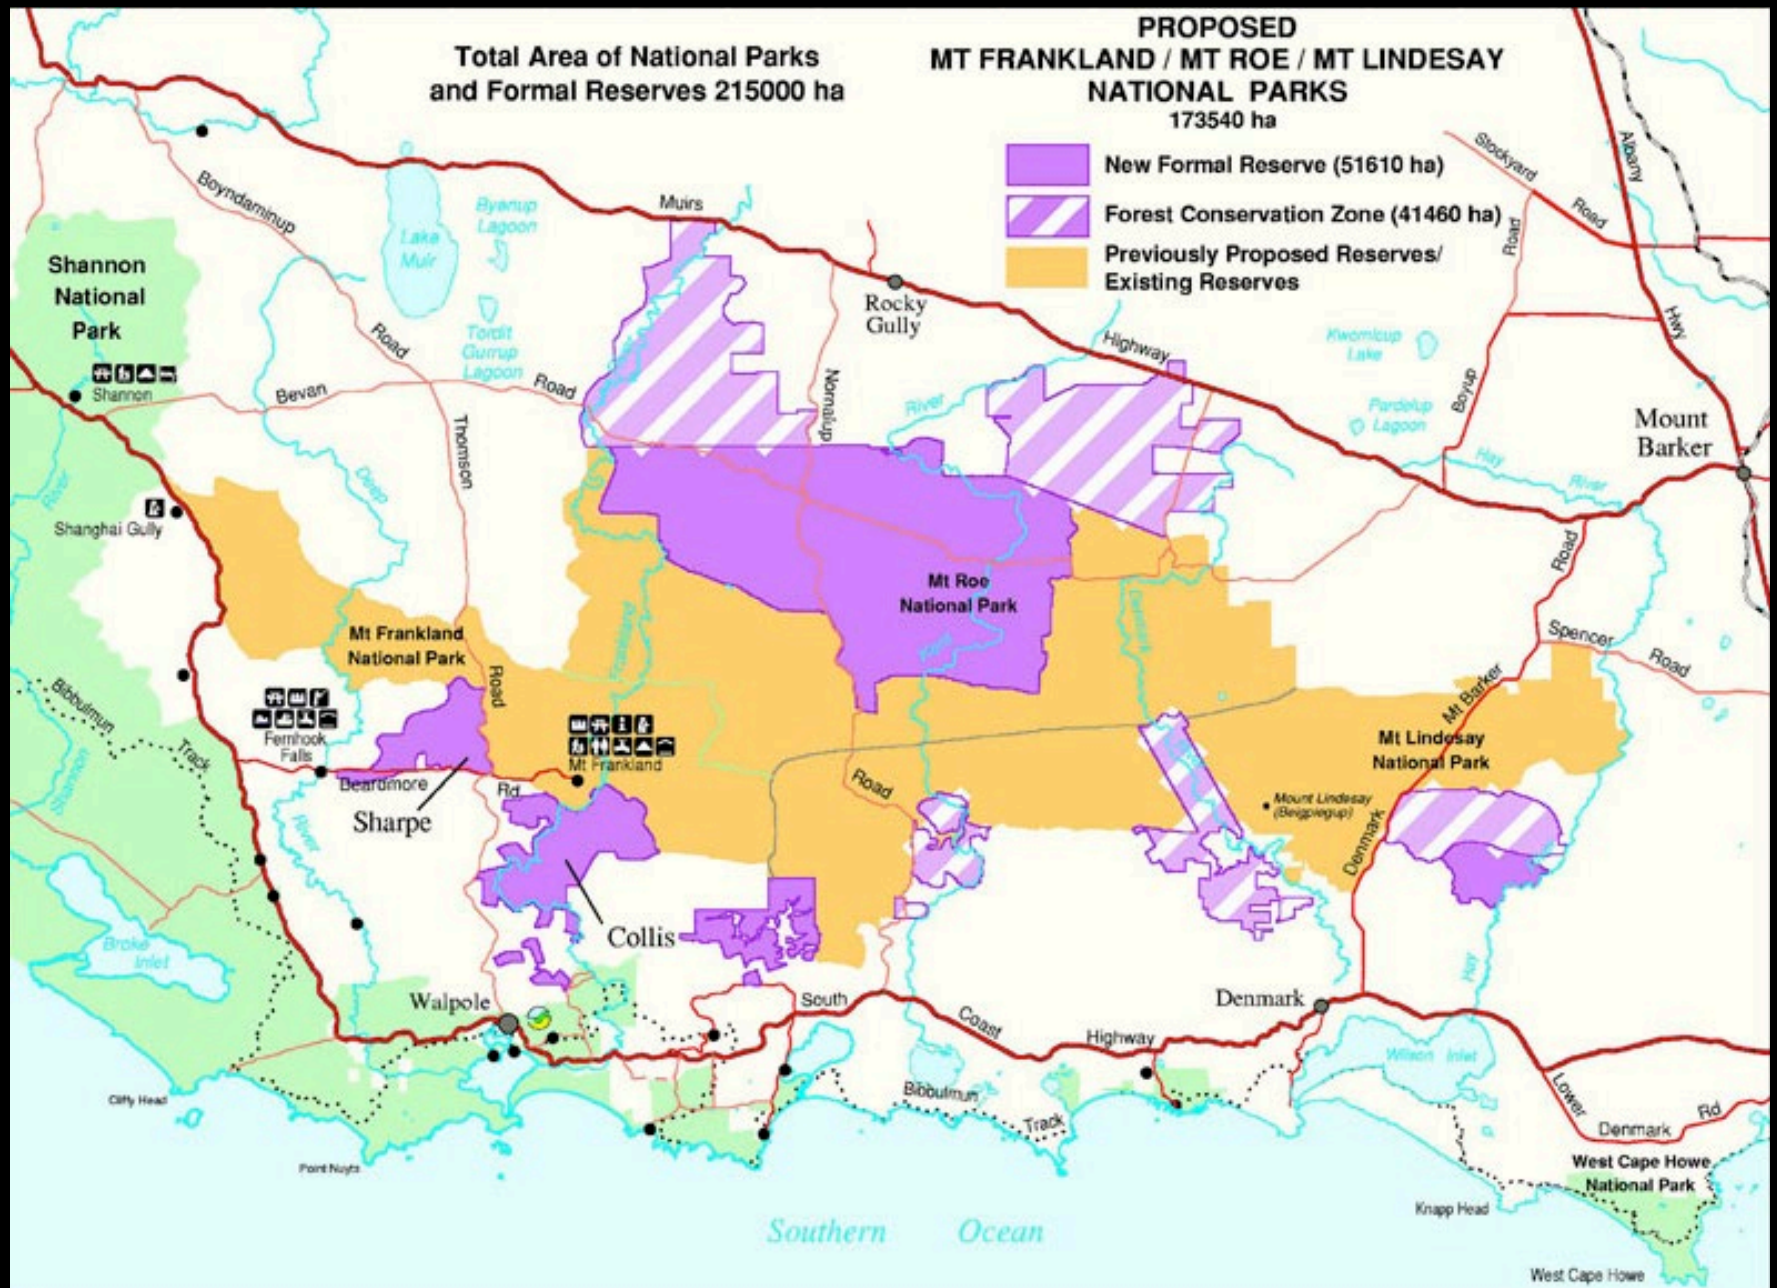 Total Area of National Parks
and Formal Reserves 215000 ha
PROPOSED
MT FRANKLAND / MT ROE / MT LINDESAY
NATIONAL PARKS
173540 ha
New Formal Reserve (51610 ha)
Forest Conservation Zone (41460 ha)
Previously Proposed Reserves/
Existing Reserves
Stockyard
Road
Albany
Hwy
Boyndaminup
Road
Lake
Muir
Byenup
Lagoon
Tordit
Gurrup
Lagoon
Muirs
Highway
Rocky
Gully
Shannon
National
Park
Shannon
Bevan
Road
Thomson
Road
Nornalup
Road
River
Kwornicup
Lake
Pardelup
Lagoon
Boyup
Road
Mount
Barker
Hay
River
River
Deep
Shanghai Gully
Mt Frankland
National Park
Frankland
Mt Roe
National Park
Kent
Denmark
Road
Spencer
Road
Mt Barker
Denmark
Bibbulmun
Track
Shannon
Fernhook
Falls
Mt Frankland
Beardmore
Rd
Sharpe
River
Mt Lindesay
National Park
Mount Lindesay
(Beigpiegup)
Collis
Broke
Inlet
Walpole
South
Coast
Highway
Denmark
Hay
Wilson Inlet
Cliffy Head
Point Nuyts
Bibbulmun
Track
Lower
Denmark
Rd
West Cape Howe
National Park
Knapp Head
West Cape Howe
Southern Ocean